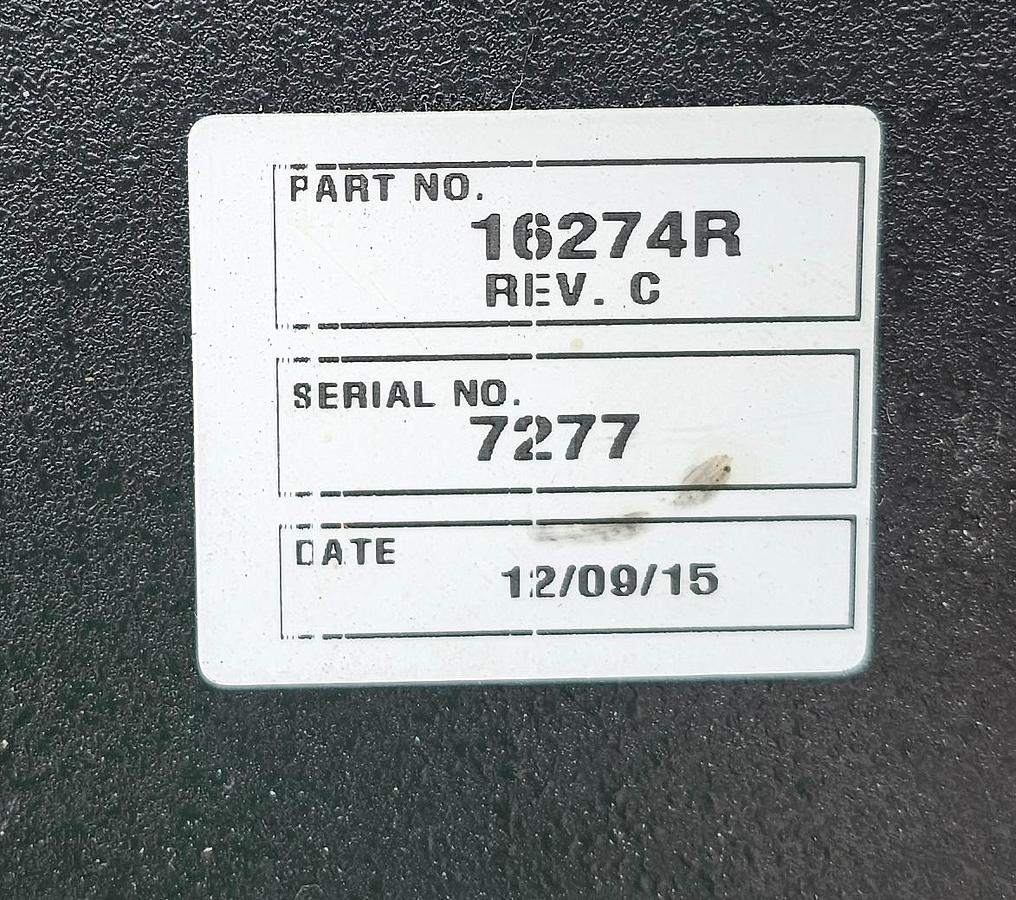 PART NO.
16274R
REV. C
SERIAL NO.
7277
DATE
12/09/15